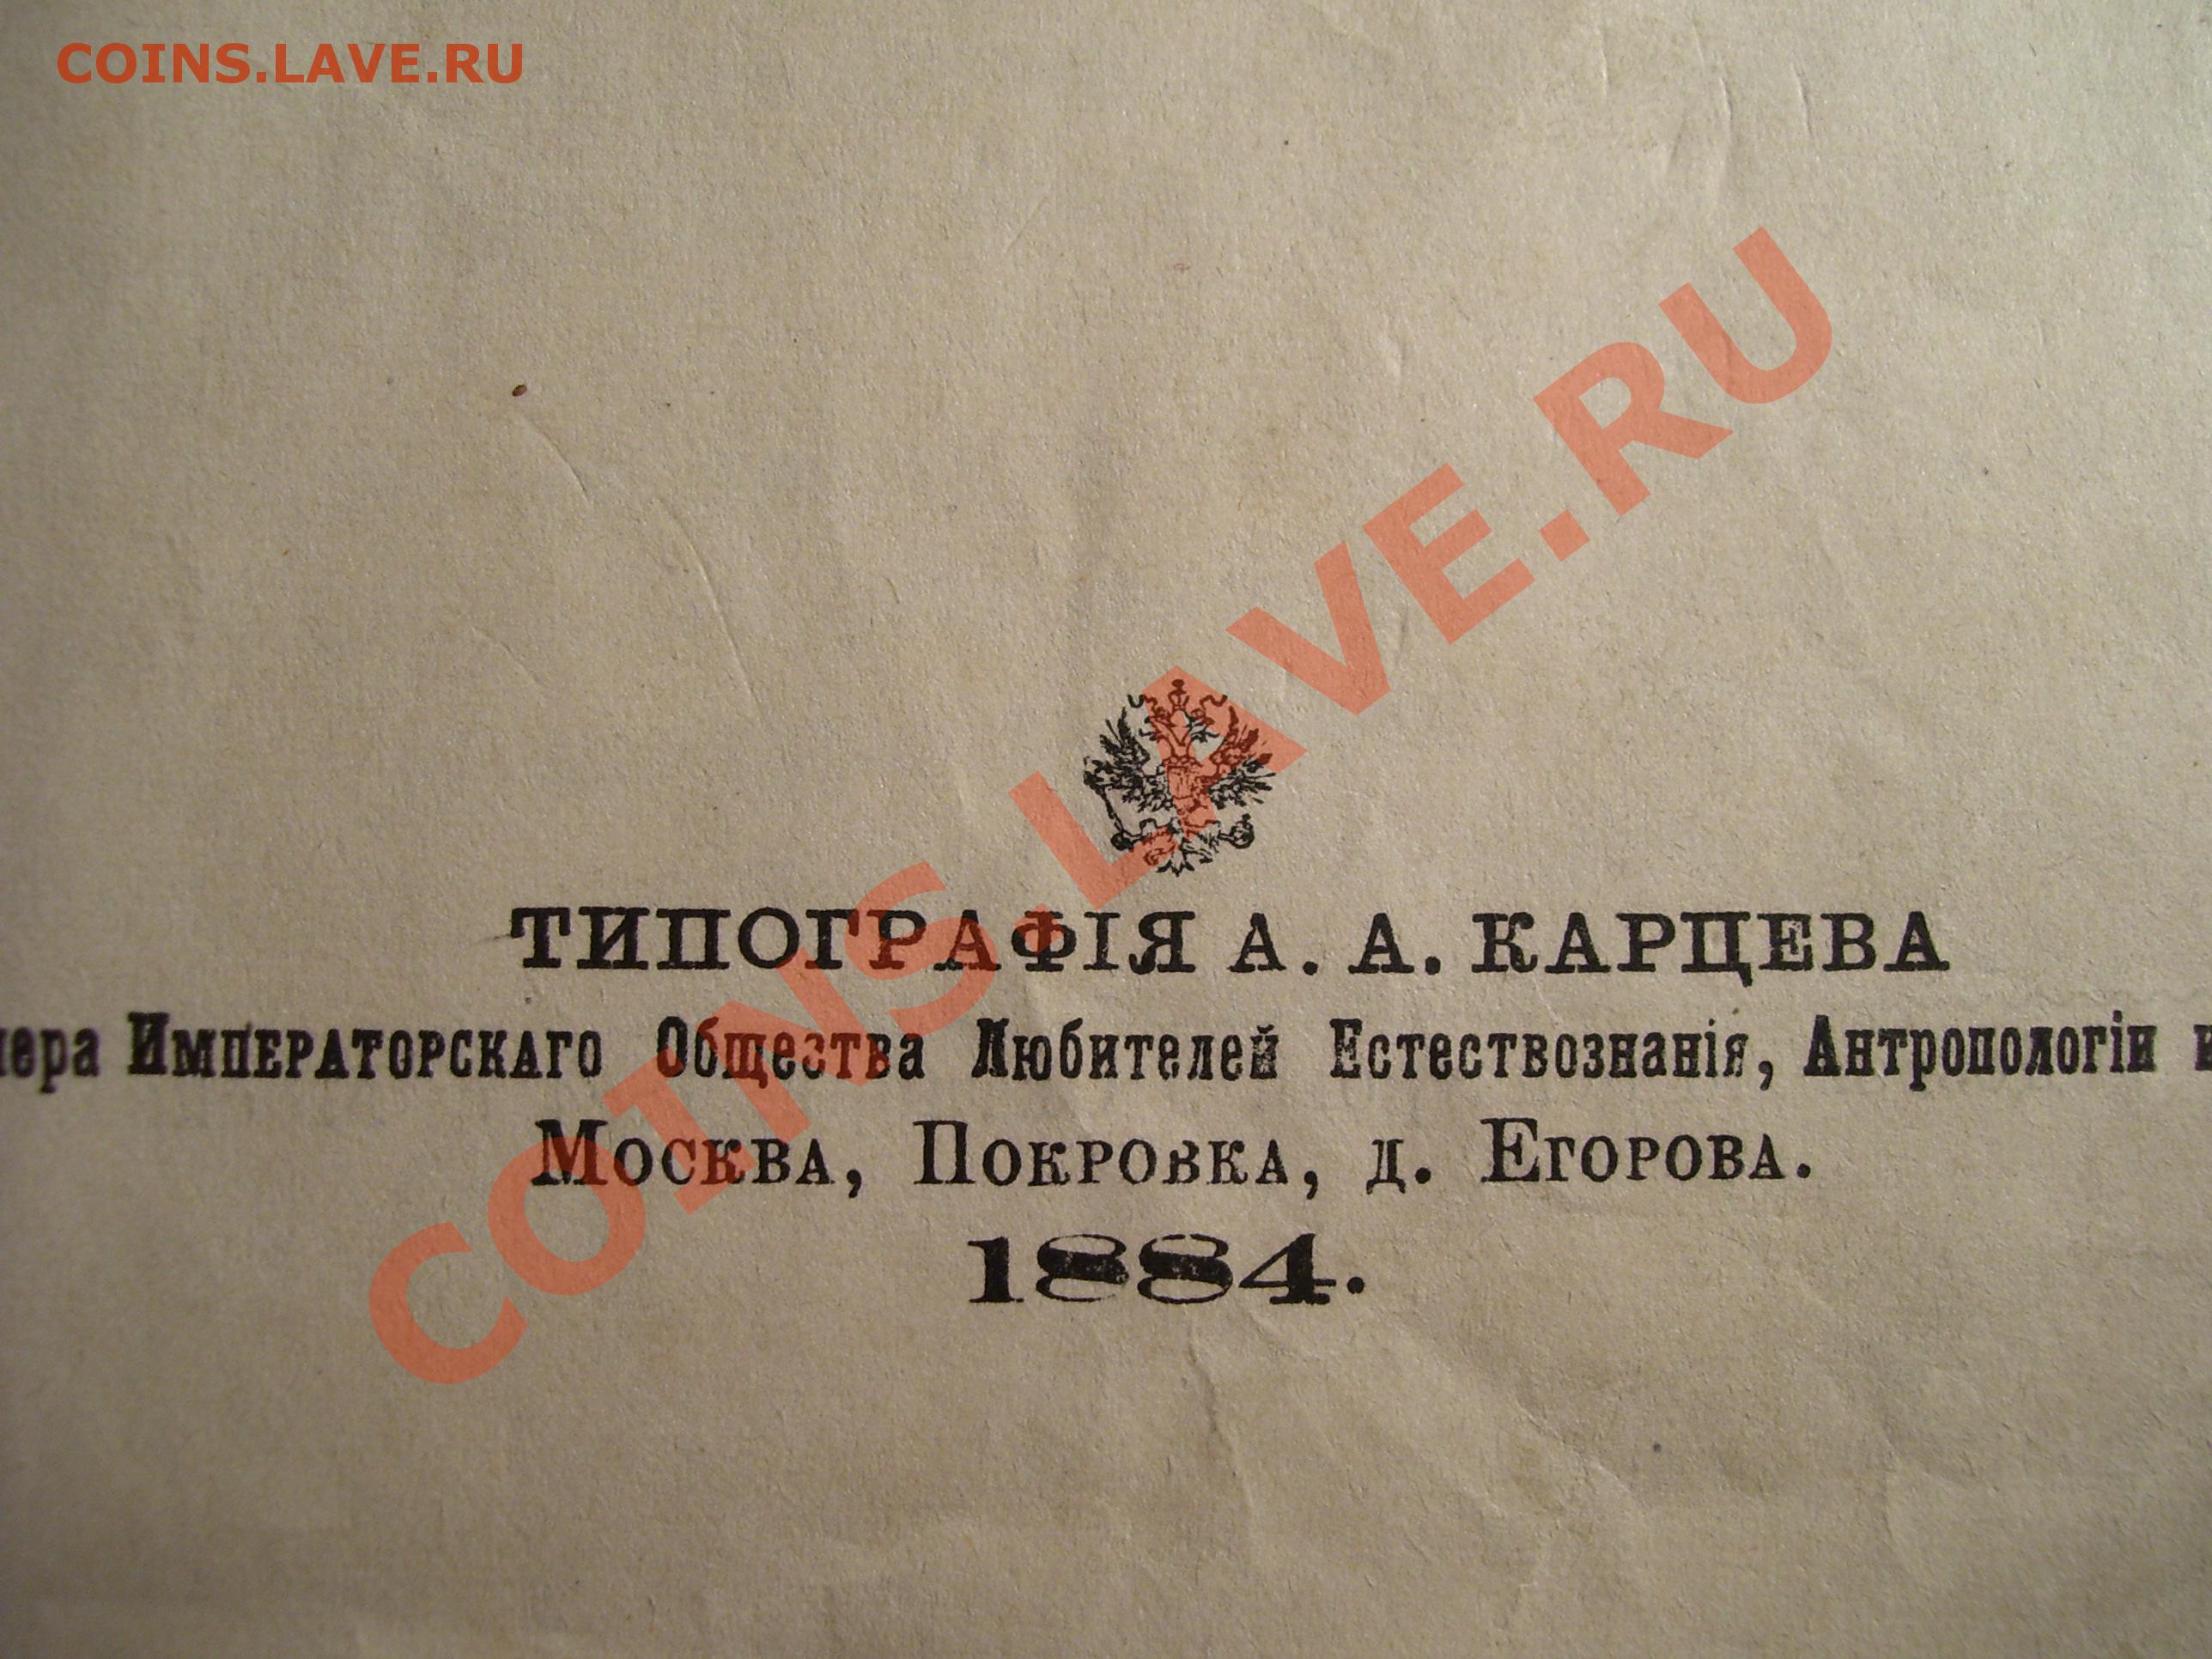 COINS.LAVE.RU
COINS.LAVE.RU
ТИПОГРАФІЯ А. А. КАРЦЕВА
ИМПЕРАТОРСКАГО Общества Любителей Естествознанія, Антропологіи
МОСКВА, ПОКРОВКА, Д. ЕГОРОВА.
1884.